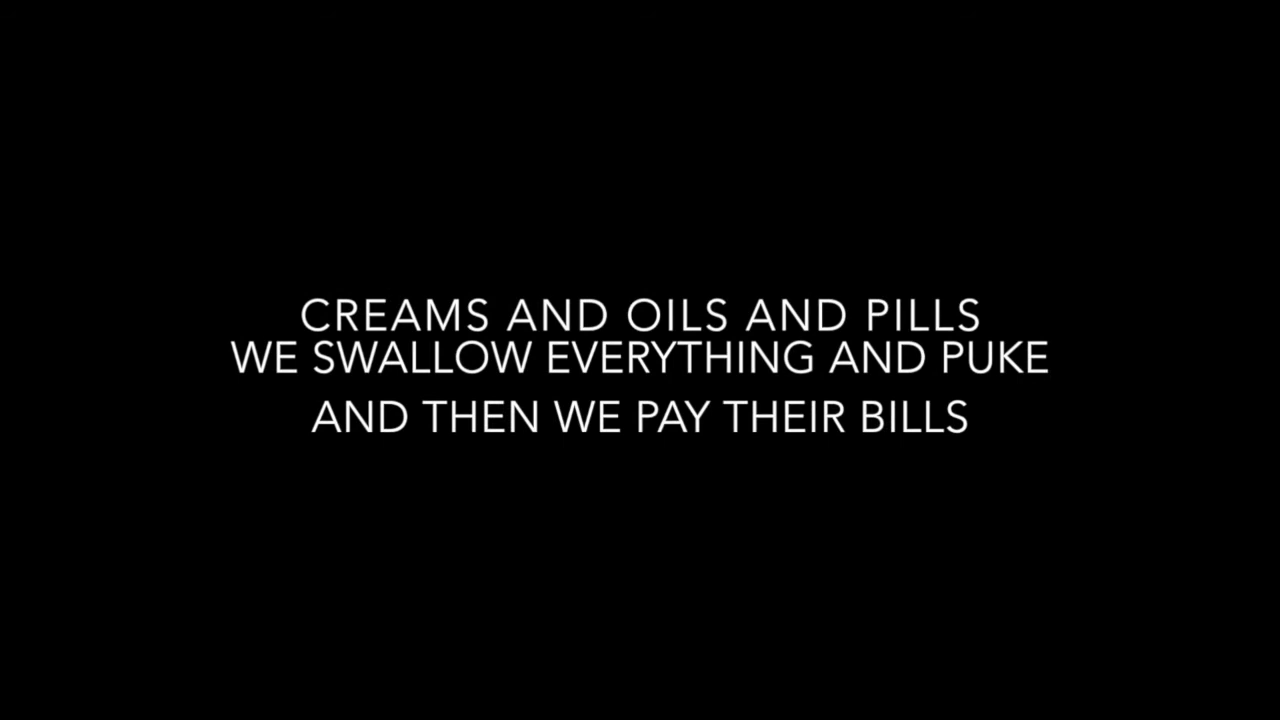 CREAMS AND OILS AND PILLS
WE SWALLOW EVERYTHING AND PUKE
AND THEN WE PAY THEIR BILLS